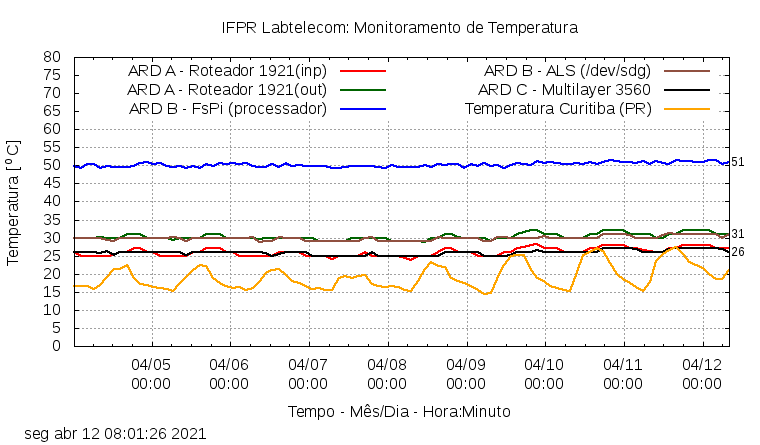 IFPR Labtelecom: Monitoramento de Temperatura
80
75
70
65
60
55
50
45
40
35
30
25
20
15
10
5
0
Temperatura [°C]
ARD A - Roteador 1921(inp)
ARD A - Roteador 1921(out)
ARD B - FsPi (processador)
ARD B - ALS (/dev/sdg)
ARD C - Multilayer 3560
Temperatura Curitiba (PR)
51
31
26
04/05 04/06 04/07 04/08 04/09 04/10 04/11 04/12
00:00 00:00 00:00 00:00 00:00 00:00 00:00 00:00
Tempo - Mês/Dia - Hora:Minuto
seg abr 12 08:01:26 2021